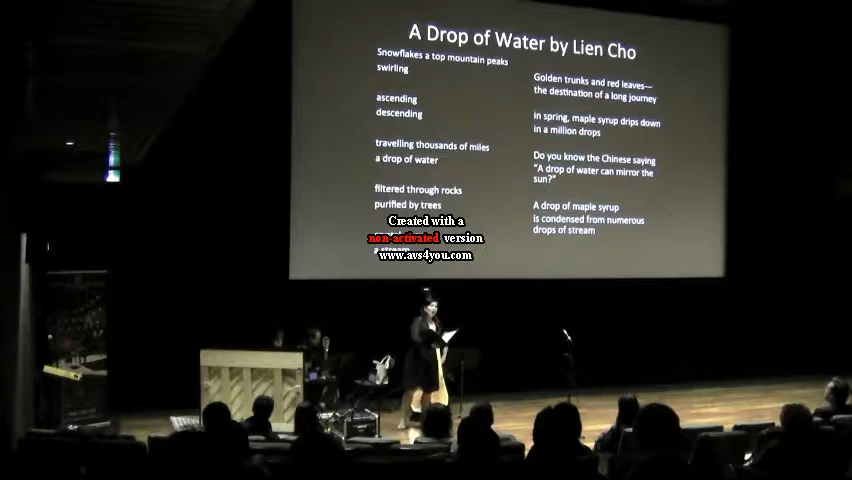 A Drop of Water by Lien Cho
Snowflakes a top mountain peaks
swirling
ascending
descending
travelling thousands of miles
a drop of water
filtered through rocks
purified by trees
a stream
Golden trunks and red leaves—
the destination of a long journey
in spring, maple syrup drips down
in a million drops
Do you know the Chinese saying
“A drop of water can mirror the
sun?”
A drop of maple syrup
is condensed from numerous
drops of stream
Created with a
non-activated version
www.avs4you.com